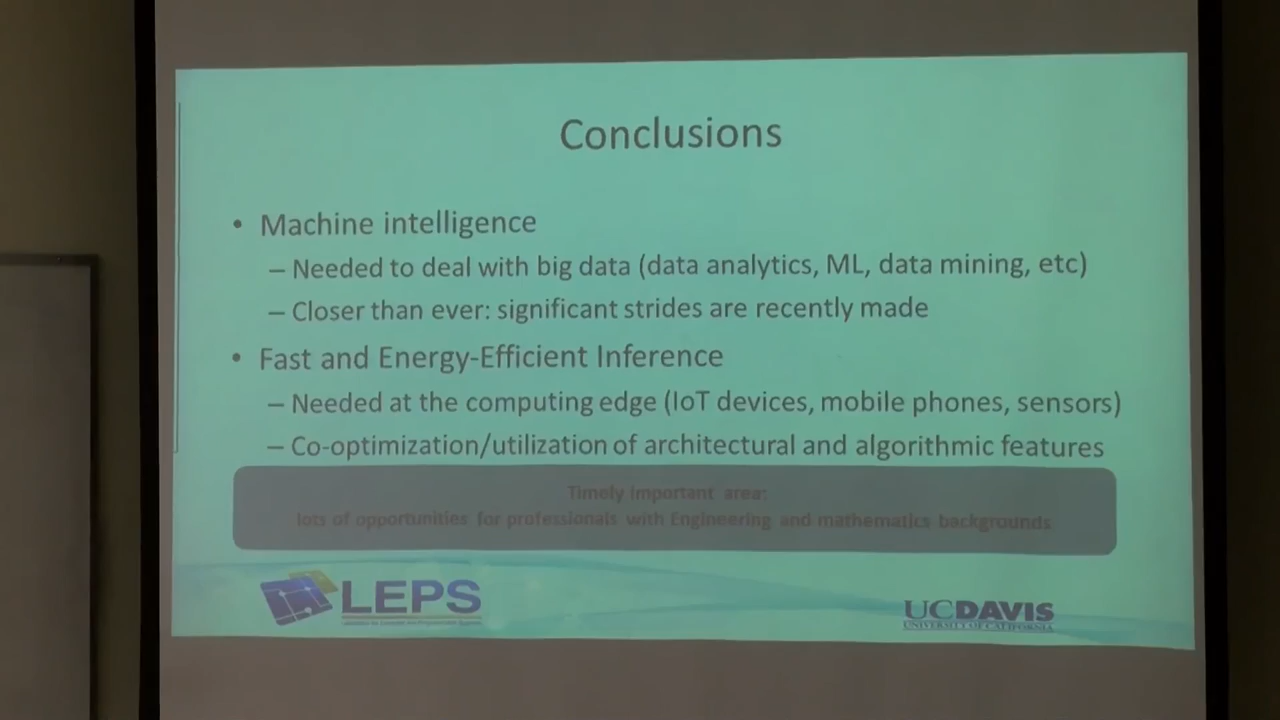 Conclusions
• Machine intelligence
– Needed to deal with big data (data analytics, ML, data mining, etc)
– Closer than ever: significant strides are recently made
• Fast and Energy-Efficient Inference
– Needed at the computing edge (IoT devices, mobile phones, sensors)
– Co-optimization/utilization of architectural and algorithmic features
Timely important area:
lots of opportunities for professionals with Engineering and mathematics backgrounds
LEPS
UCDAVIS
UNIVERSITY OF CALIFORNIA